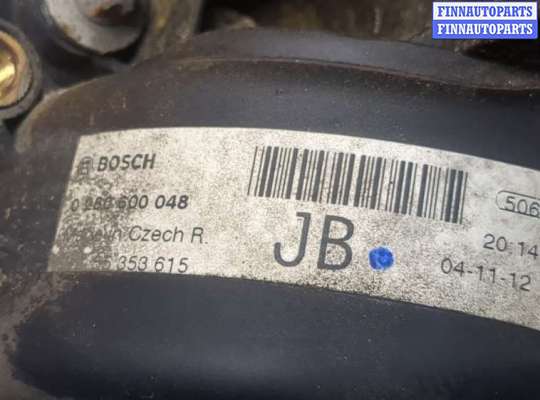 FINNAUTOPARTS
FINNAUTOPARTS
BOSCH
600 048
Czech R.
353 615
JB
506
20:14
04-11-12